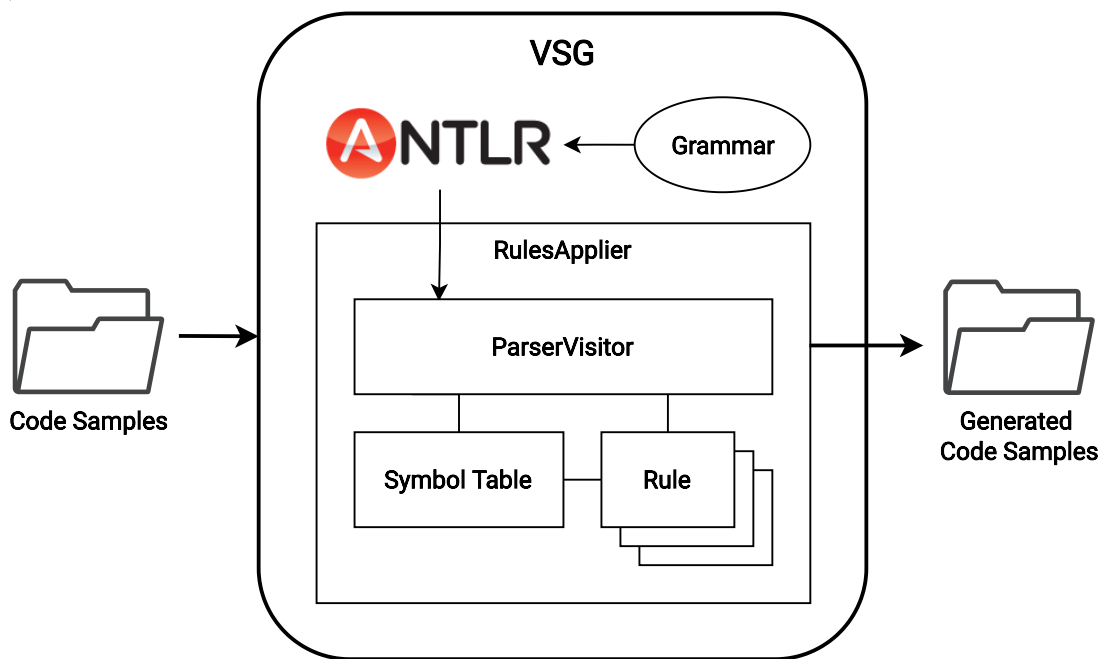 VSG
ANTLR
Grammar
RulesApplier
ParserVisitor
Code Samples
Symbol Table
Rule
Generated
Code Samples